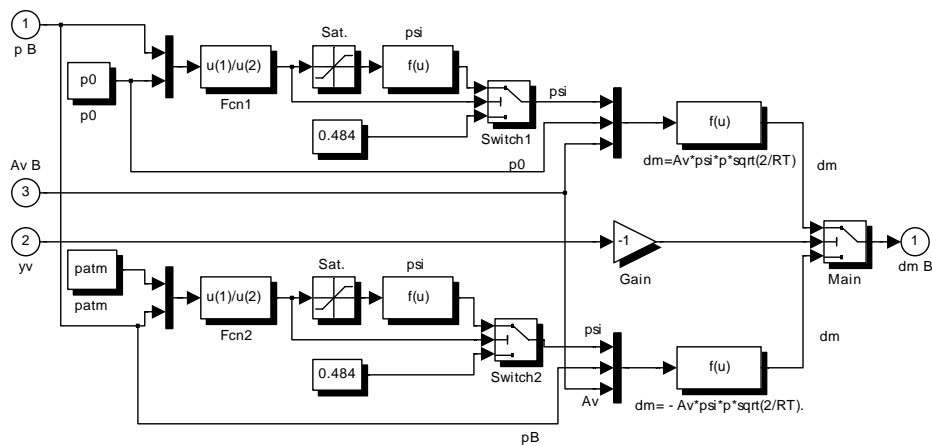 1
p B
p0
p0
u(1)/u(2)
Fcn1
Sat.
psi
f(u)
0.484
Switch1
psi
p0
f(u)
dm=Av*psi*p*sqrt(2/RT)
dm
Av B
3
2
yv
-1
Gain
Main
1
dm B
patm
patm
u(1)/u(2)
Fcn2
Sat.
psi
f(u)
0.484
Switch2
psi
Av
pB
f(u)
dm= - Av*psi*p*sqrt(2/RT).
dm